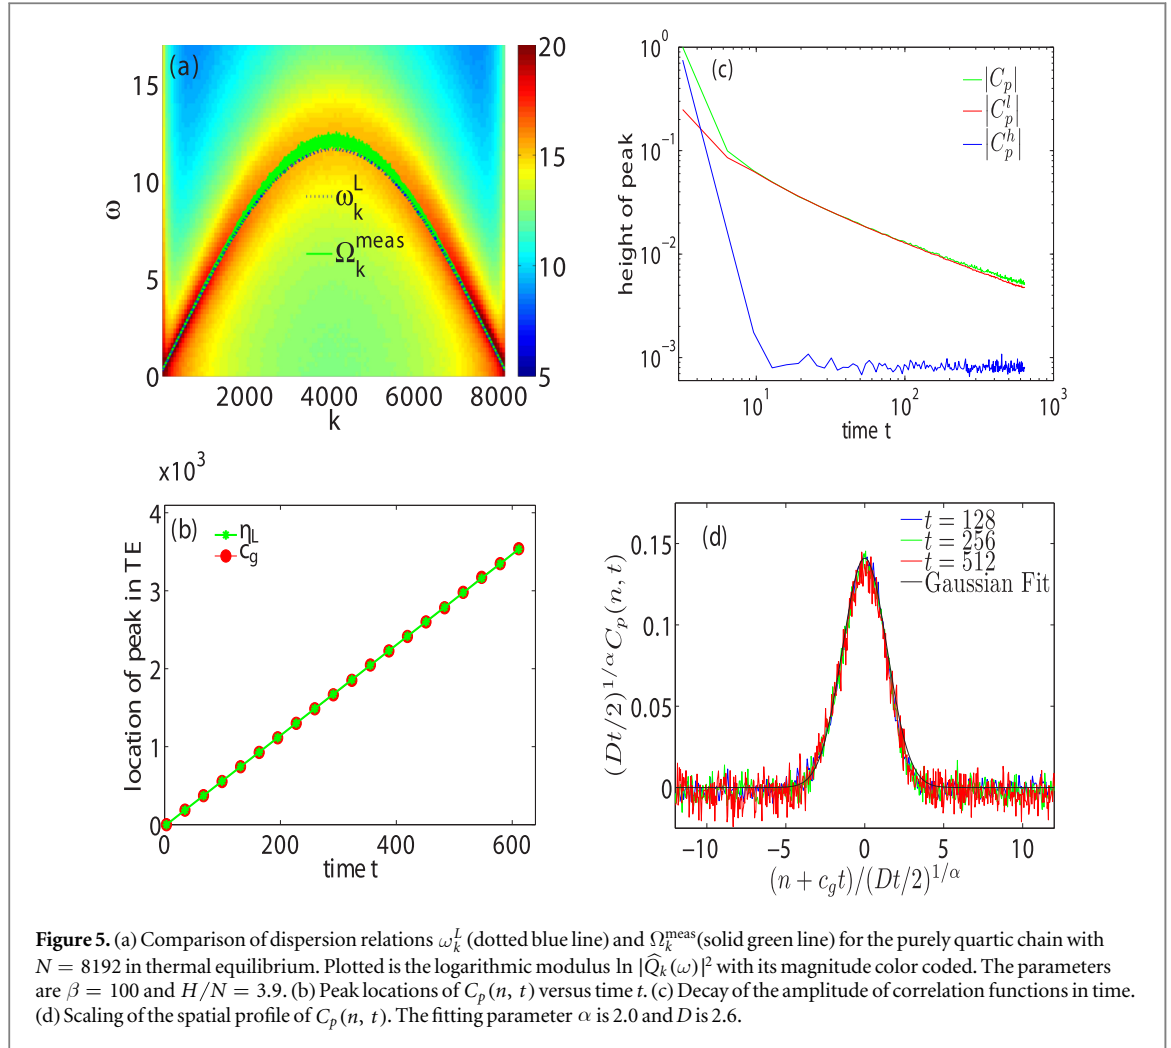 (a)
ω
15
10
5
0
2000 4000 6000 8000
k
ω_k^L
Ω_k^meas
20
15
10
5
(c)
height of peak
10^0
10^-1
10^-2
10^-3
10^1 10^2 10^3
time t
|C_p|
|C_p^l|
|C_p^h|
x10^3
(b)
location of peak in TE
4
3
2
1
0
0 200 400 600
time t
η_L
c_g
(d)
(Dt/2)^{1/α}C_p(n, t)
0.15
0.1
0.05
0
−10 −5 0 5 10
(n + c_gt)/(Dt/2)^{1/α}
t = 128
t = 256
t = 512
Gaussian Fit
Figure 5. (a) Comparison of dispersion relations ω_k^L (dotted blue line) and Ω_k^meas(solid green line) for the purely quartic chain with
N = 8192 in thermal equilibrium. Plotted is the logarithmic modulus ln |Q̂_k(ω)|^2 with its magnitude color coded. The parameters
are β = 100 and H/N = 3.9. (b) Peak locations of C_p(n, t) versus time t. (c) Decay of the amplitude of correlation functions in time.
(d) Scaling of the spatial profile of C_p(n, t). The fitting parameter α is 2.0 and D is 2.6.